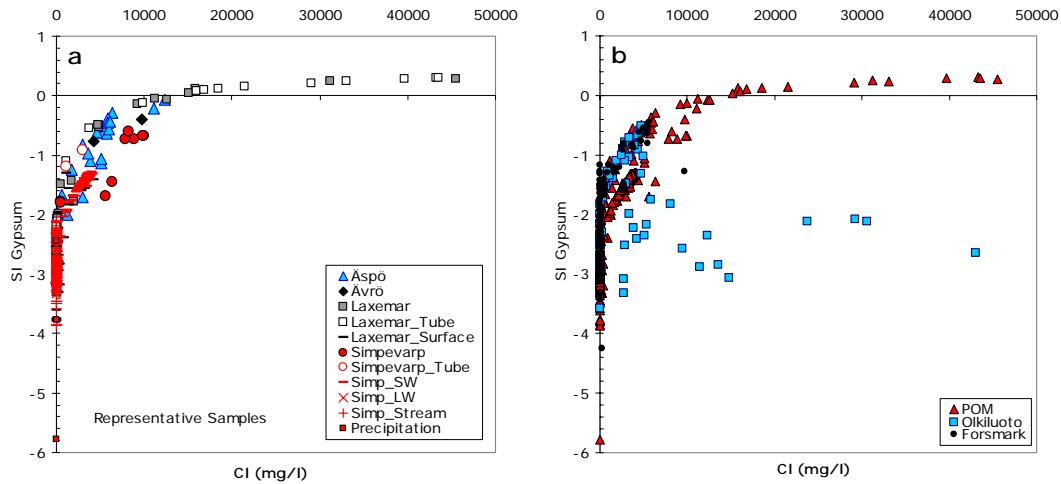 0 10000 20000 30000 40000 50000
0 10000 20000 30000 40000 50000
a
b
1
0
-1
-2
-3
-4
-5
-6
1
0
-1
-2
-3
-4
-5
-6
SI Gypsum
SI Gypsum
Äspö
Ävrö
Laxemar
Laxemar_Tube
Laxemar_Surface
Simpevarp
Simpevarp_Tube
Simp_SW
Simp_LW
Simp_Stream
Precipitation
Representative Samples
POM
Olkiluoto
Forsmark
Cl (mg/l)
Cl (mg/l)